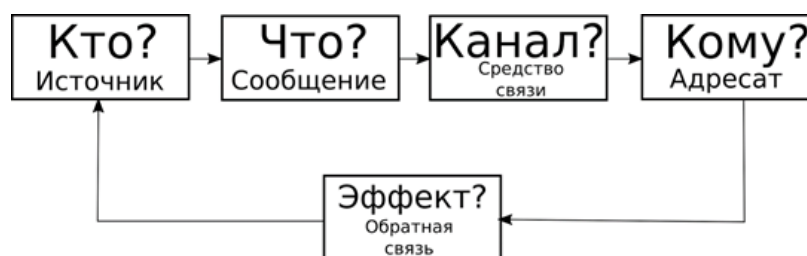 Кто?
Источник
Что?
Сообщение
Канал?
Средство
связи
Кому?
Адресат
Эффект?
Обратная
связь